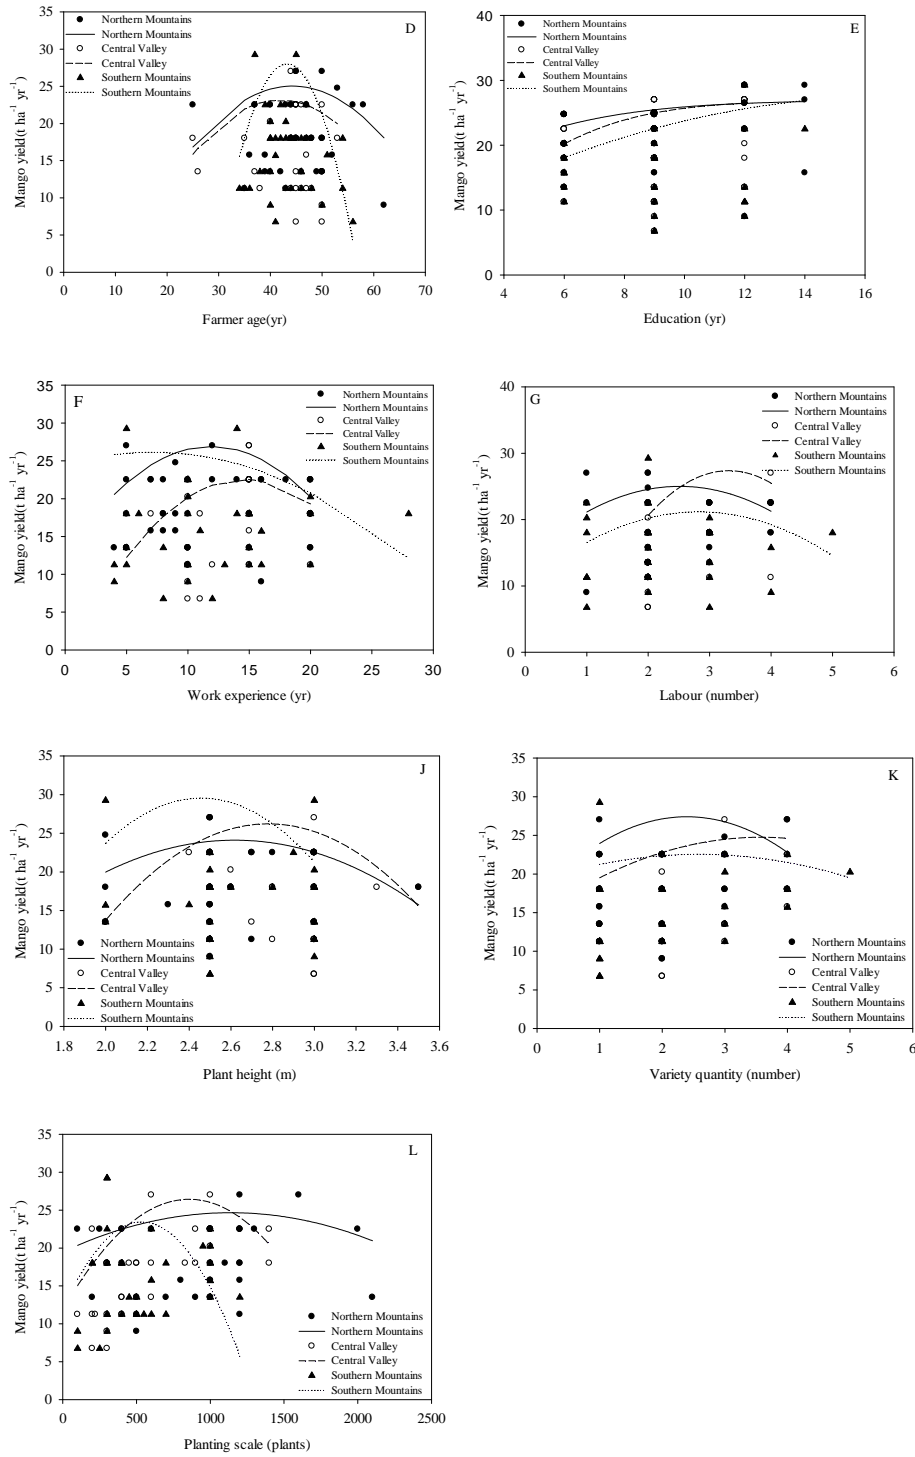 D
Mango yield(t ha⁻¹ yr⁻¹)
35
30
25
20
15
10
5
0
Northern Mountains
Northern Mountains
Central Valley
Central Valley
Southern Mountains
Southern Mountains
0 10 20 30 40 50 60 70
Farmer age(yr)
E
Mango yield(t ha⁻¹ yr⁻¹)
40
30
20
10
0
Northern Mountains
Northern Mountains
Central Valley
Central Valley
Southern Mountains
Southern Mountains
4 6 8 10 12 14 16
Education (yr)
F
Mango yield(t ha⁻¹ yr⁻¹)
35
30
25
20
15
10
5
0
Northern Mountains
Northern Mountains
Central Valley
Central Valley
Southern Mountains
Southern Mountains
0 5 10 15 20 25 30
Work experience (yr)
G
Mango yield(t ha⁻¹ yr⁻¹)
40
30
20
10
0
Northern Mountains
Northern Mountains
Central Valley
Central Valley
Southern Mountains
Southern Mountains
0 1 2 3 4 5 6
Labour (number)
J
Mango yield(t ha⁻¹ yr⁻¹)
35
30
25
20
15
10
5
0
Northern Mountains
Northern Mountains
Central Valley
Central Valley
Southern Mountains
Southern Mountains
1.8 2.0 2.2 2.4 2.6 2.8 3.0 3.2 3.4 3.6
Plant height (m)
K
Mango yield(t ha⁻¹ yr⁻¹)
35
30
25
20
15
10
5
0
Northern Mountains
Northern Mountains
Central Valley
Central Valley
Southern Mountains
Southern Mountains
0 1 2 3 4 5 6
Variety quantity (number)
L
Mango yield(t ha⁻¹ yr⁻¹)
35
30
25
20
15
10
5
0
Northern Mountains
Northern Mountains
Central Valley
Central Valley
Southern Mountains
Southern Mountains
0 500 1000 1500 2000 2500
Planting scale (plants)